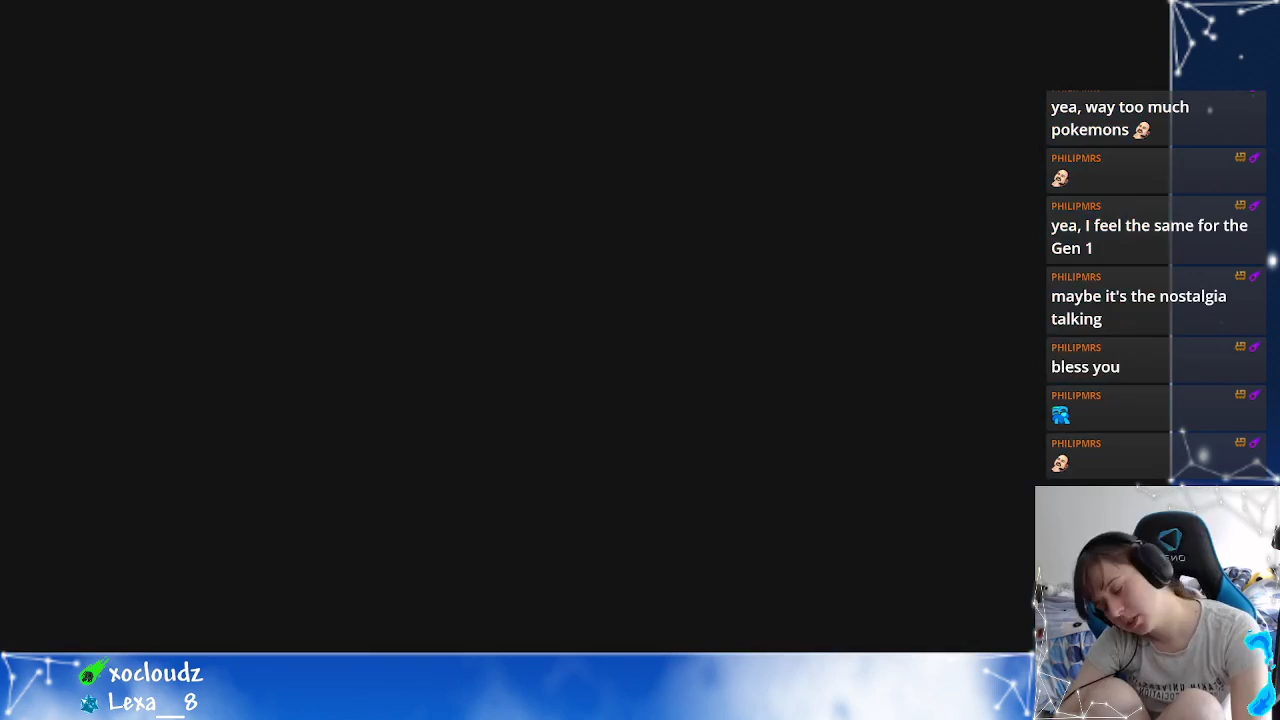 yea, way too much
pokemons
PHILIPMRS
PHILIPMRS
yea, I feel the same for the
Gen 1
PHILIPMRS
maybe it's the nostalgia
talking
PHILIPMRS
bless you
PHILIPMRS
PHILIPMRS
xocloudz
Lexa__8